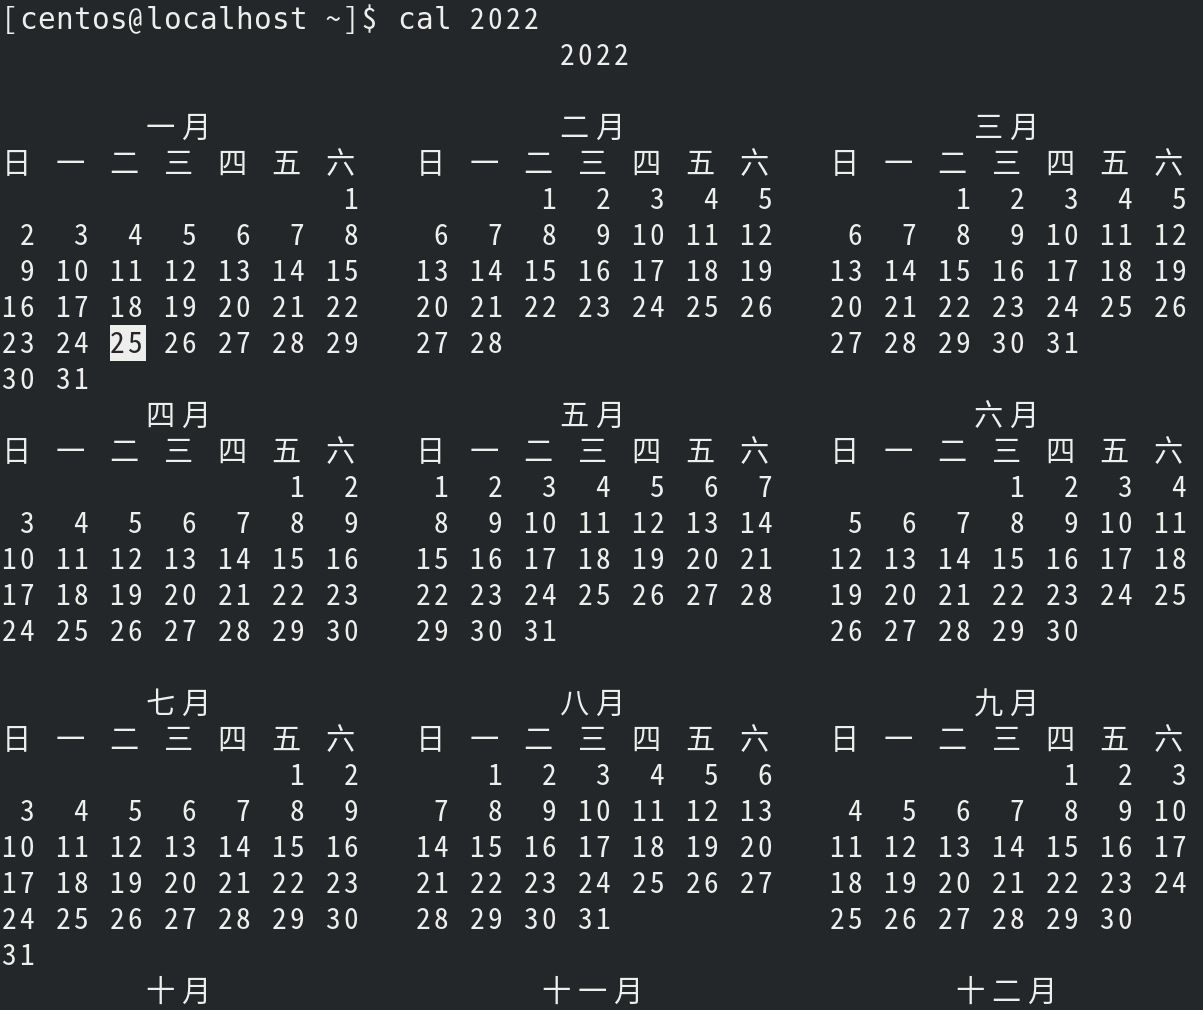 [centos@localhost ~]$ cal 2022
2022
一月 二月 三月
日 一 二 三 四 五 六 日 一 二 三 四 五 六 日 一 二 三 四 五 六
1 1 2 3 4 5 1 2 3 4 5
2 3 4 5 6 7 8 6 7 8 9 10 11 12 6 7 8 9 10 11 12
9 10 11 12 13 14 15 13 14 15 16 17 18 19 13 14 15 16 17 18 19
16 17 18 19 20 21 22 20 21 22 23 24 25 26 20 21 22 23 24 25 26
23 24 25 26 27 28 29 27 28 27 28 29 30 31
30 31
四月 五月 六月
日 一 二 三 四 五 六 日 一 二 三 四 五 六 日 一 二 三 四 五 六
1 2 1 2 3 4 5 6 7 1 2 3 4
3 4 5 6 7 8 9 8 9 10 11 12 13 14 5 6 7 8 9 10 11
10 11 12 13 14 15 16 15 16 17 18 19 20 21 12 13 14 15 16 17 18
17 18 19 20 21 22 23 22 23 24 25 26 27 28 19 20 21 22 23 24 25
24 25 26 27 28 29 30 29 30 31 26 27 28 29 30
七月 八月 九月
日 一 二 三 四 五 六 日 一 二 三 四 五 六 日 一 二 三 四 五 六
1 2 1 2 3 4 5 6 1 2 3
3 4 5 6 7 8 9 7 8 9 10 11 12 13 4 5 6 7 8 9 10
10 11 12 13 14 15 16 14 15 16 17 18 19 20 11 12 13 14 15 16 17
17 18 19 20 21 22 23 21 22 23 24 25 26 27 18 19 20 21 22 23 24
24 25 26 27 28 29 30 28 29 30 31 25 26 27 28 29 30
31
十月 十一月 十二月